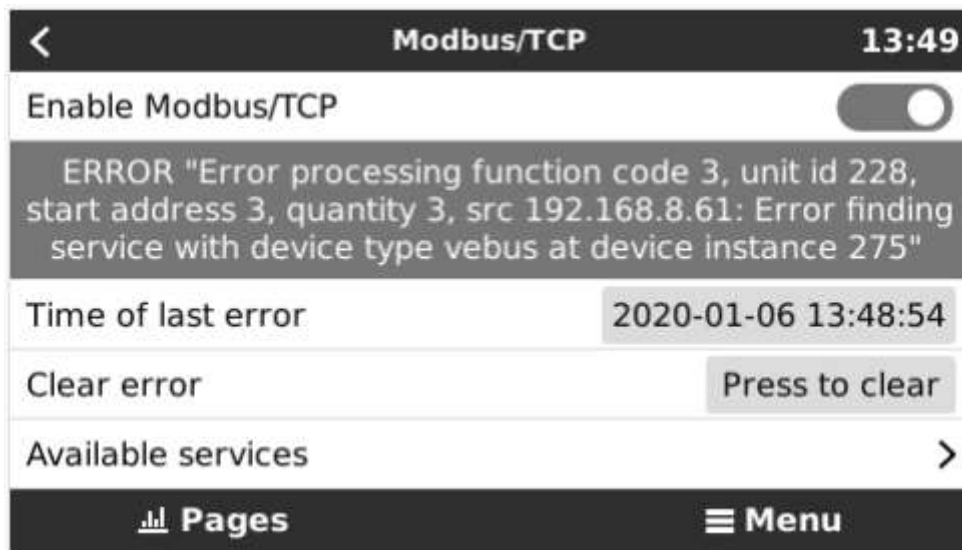 Modbus/TCP 13:49
Enable Modbus/TCP
ERROR "Error processing function code 3, unit id 228,
start address 3, quantity 3, src 192.168.8.61: Error finding
service with device type vebus at device instance 275"
Time of last error 2020-01-06 13:48:54
Clear error Press to clear
Available services
Pages Menu